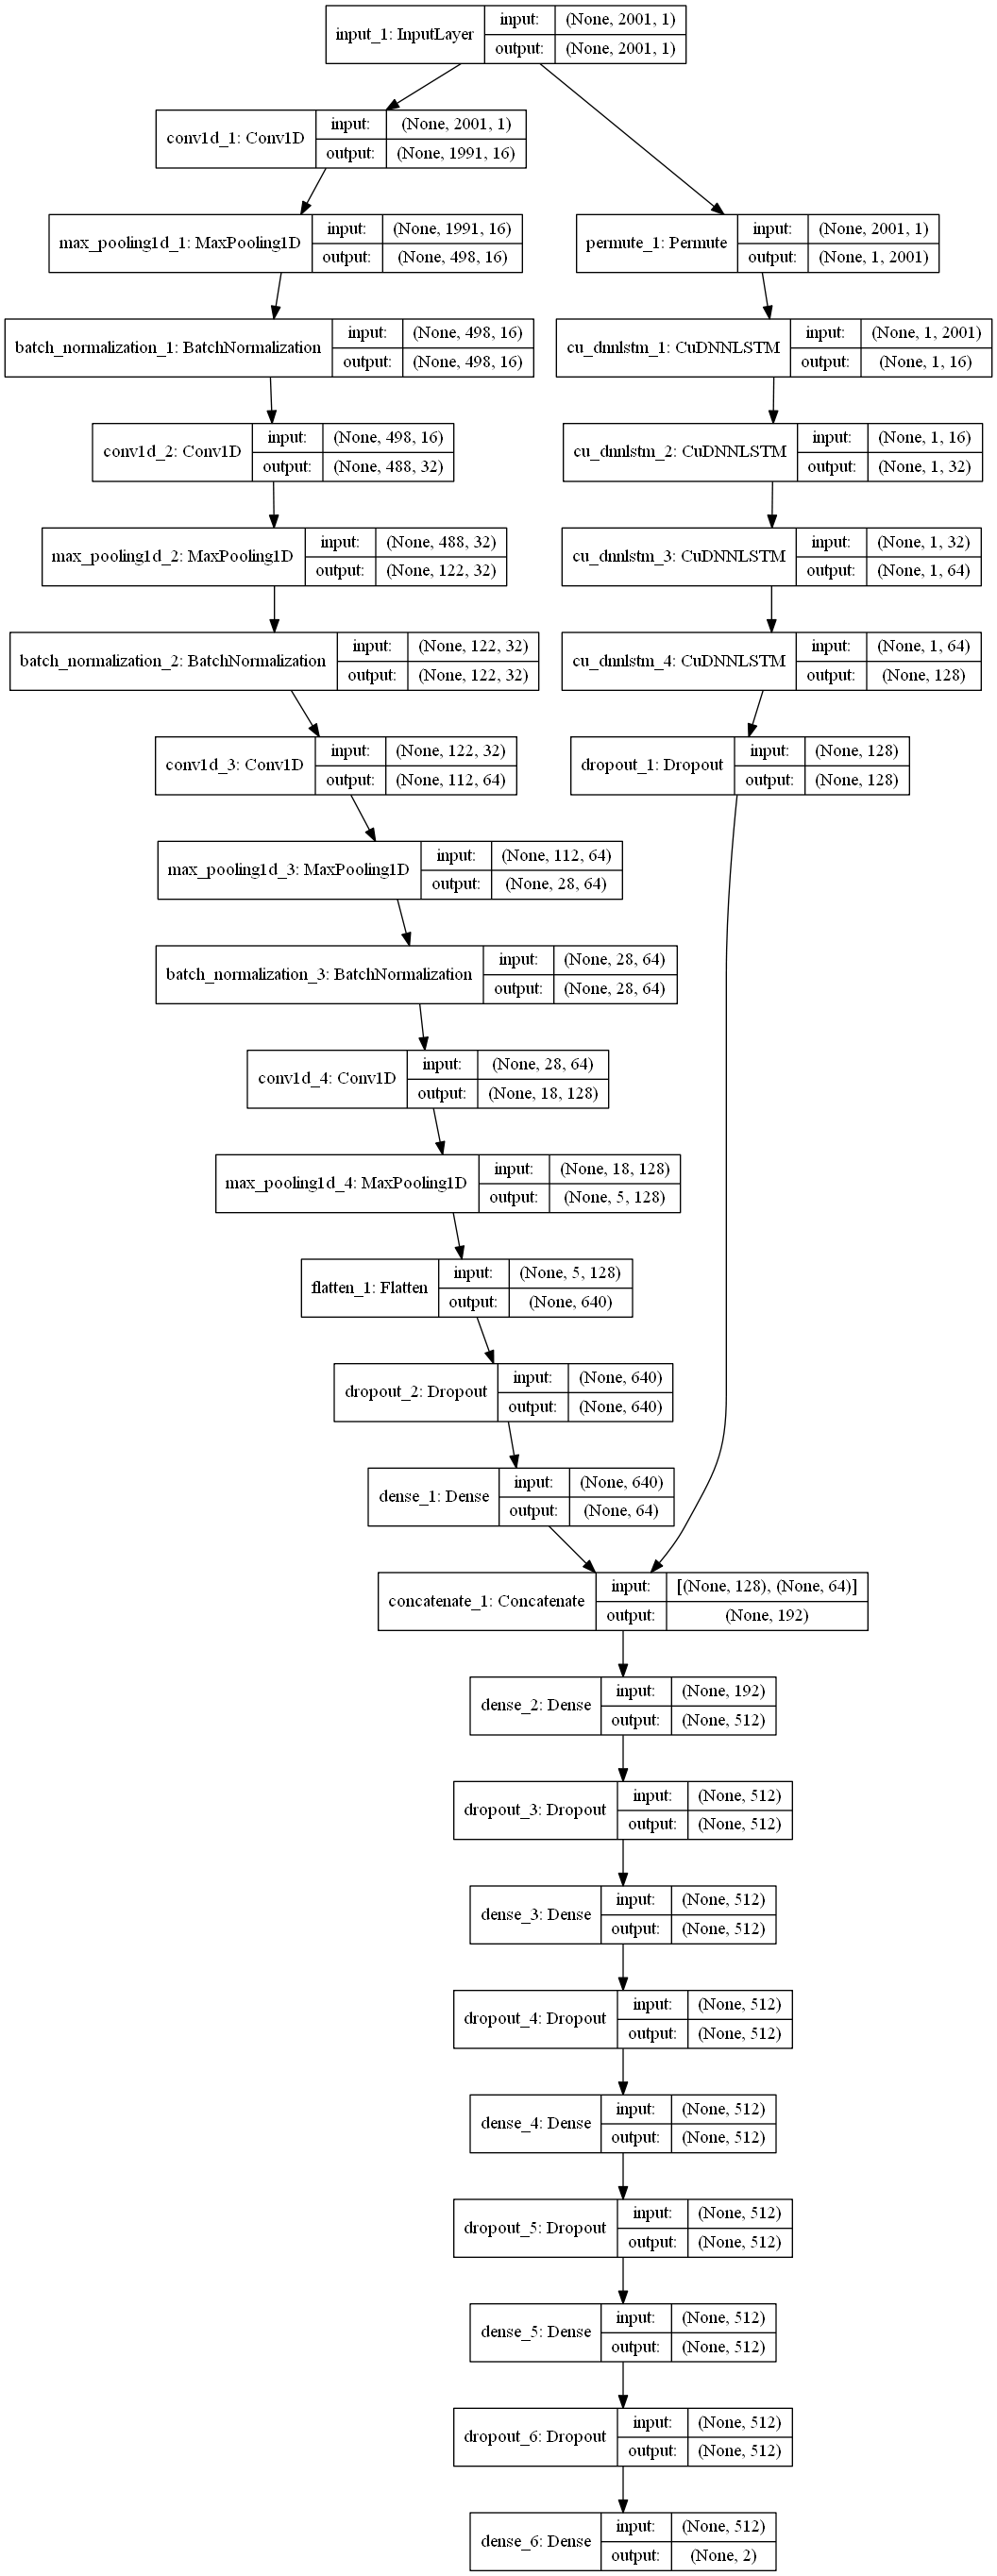 input_1: InputLayer
input: (None, 2001, 1)
output: (None, 2001, 1)
conv1d_1: Conv1D
input: (None, 2001, 1)
output: (None, 1991, 16)
max_pooling1d_1: MaxPooling1D
input: (None, 1991, 16)
output: (None, 498, 16)
permute_1: Permute
input: (None, 2001, 1)
output: (None, 1, 2001)
batch_normalization_1: BatchNormalization
input: (None, 498, 16)
output: (None, 498, 16)
cu_dnnlstm_1: CuDNNLSTM
input: (None, 1, 2001)
output: (None, 1, 16)
conv1d_2: Conv1D
input: (None, 498, 16)
output: (None, 488, 32)
cu_dnnlstm_2: CuDNNLSTM
input: (None, 1, 16)
output: (None, 1, 32)
max_pooling1d_2: MaxPooling1D
input: (None, 488, 32)
output: (None, 122, 32)
cu_dnnlstm_3: CuDNNLSTM
input: (None, 1, 32)
output: (None, 1, 64)
batch_normalization_2: BatchNormalization
input: (None, 122, 32)
output: (None, 122, 32)
cu_dnnlstm_4: CuDNNLSTM
input: (None, 1, 64)
output: (None, 128)
conv1d_3: Conv1D
input: (None, 122, 32)
output: (None, 112, 64)
dropout_1: Dropout
input: (None, 128)
output: (None, 128)
max_pooling1d_3: MaxPooling1D
input: (None, 112, 64)
output: (None, 28, 64)
batch_normalization_3: BatchNormalization
input: (None, 28, 64)
output: (None, 28, 64)
conv1d_4: Conv1D
input: (None, 28, 64)
output: (None, 18, 128)
max_pooling1d_4: MaxPooling1D
input: (None, 18, 128)
output: (None, 5, 128)
flatten_1: Flatten
input: (None, 5, 128)
output: (None, 640)
dropout_2: Dropout
input: (None, 640)
output: (None, 640)
dense_1: Dense
input: (None, 640)
output: (None, 64)
concatenate_1: Concatenate
input: [(None, 128), (None, 64)]
output: (None, 192)
dense_2: Dense
input: (None, 192)
output: (None, 512)
dropout_3: Dropout
input: (None, 512)
output: (None, 512)
dense_3: Dense
input: (None, 512)
output: (None, 512)
dropout_4: Dropout
input: (None, 512)
output: (None, 512)
dense_4: Dense
input: (None, 512)
output: (None, 512)
dropout_5: Dropout
input: (None, 512)
output: (None, 512)
dense_5: Dense
input: (None, 512)
output: (None, 512)
dropout_6: Dropout
input: (None, 512)
output: (None, 512)
dense_6: Dense
input: (None, 512)
output: (None, 2)